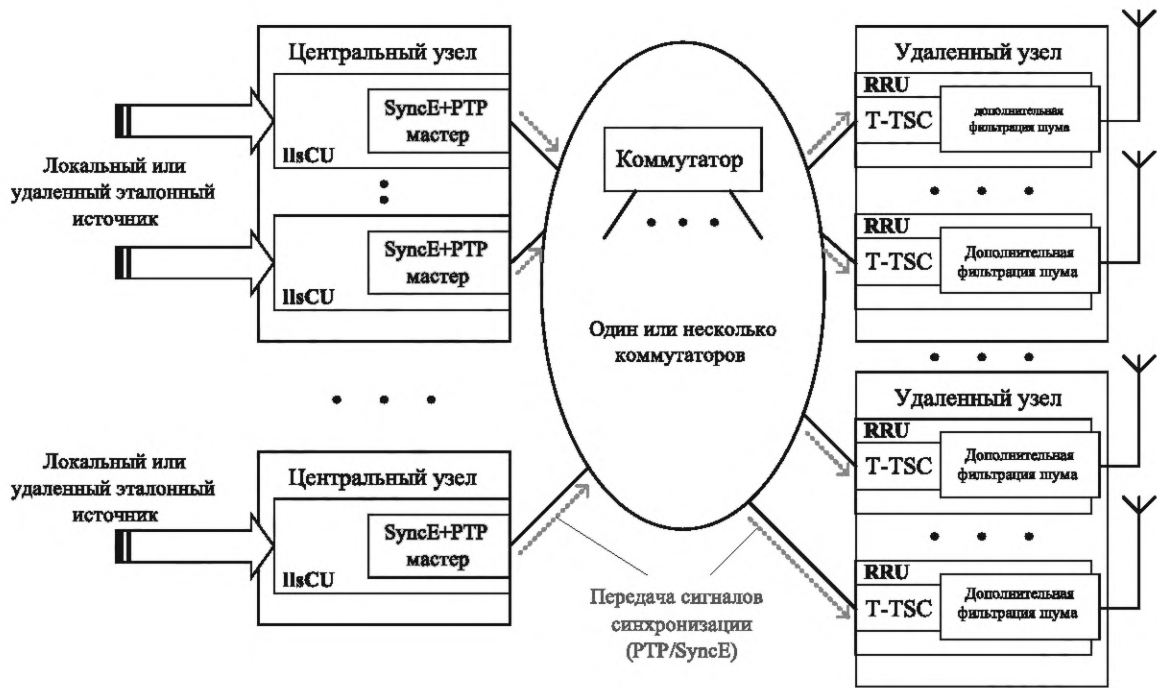 Центральный узел
SyncE+PTP
мастер
llsCU
Локальный или
удаленный эталонный
источник
SyncE+PTP
мастер
llsCU
Локальный или
удаленный эталонный
источник
Центральный узел
SyncE+PTP
мастер
llsCU
Коммутатор
Один или несколько
коммутаторов
Передача сигналов
синхронизации
(PTP/SyncE)
Удаленный узел
RRU
T-TSC
дополнительная
фильтрация шума
RRU
T-TSC
Дополнительная
фильтрация шума
Удаленный узел
RRU
T-TSC
Дополнительная
фильтрация шума
RRU
T-TSC
Дополнительная
фильтрация шума